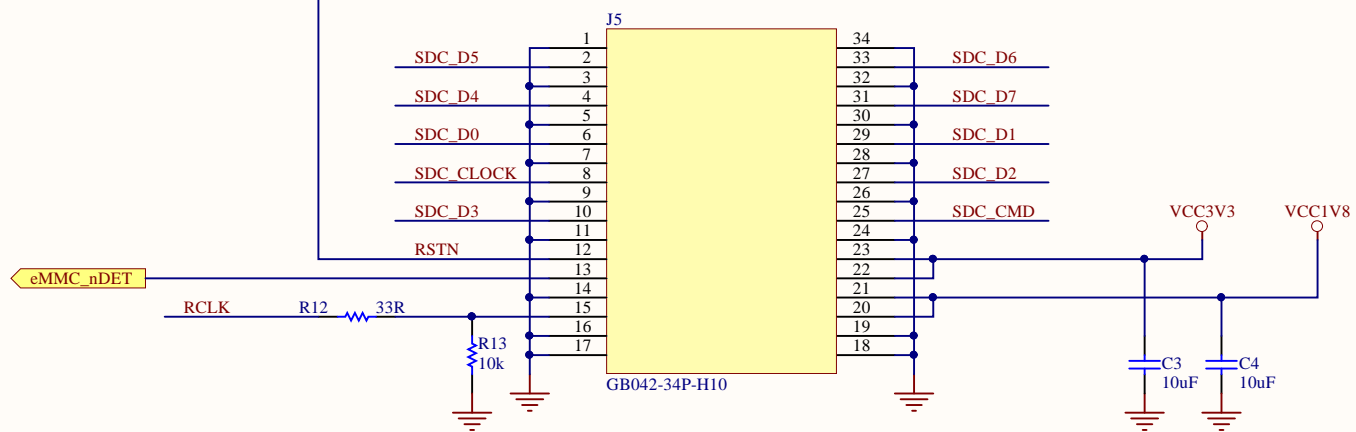 J5
1 34
SDC_D5 2 33 SDC_D6
3 32
SDC_D4 4 31 SDC_D7
5 30
SDC_D0 6 29 SDC_D1
7 28
SDC_CLOCK 8 27 SDC_D2
9 26
SDC_D3 10 25 SDC_CMD VCC3V3 VCC1V8
11 24
RSTN 12 23
eMMC_nDET 13 22
14 21
RCLK R12 33R 15 20
16 19
R13 17 18
10k C3 C4
GB042-34P-H10 10uF 10uF